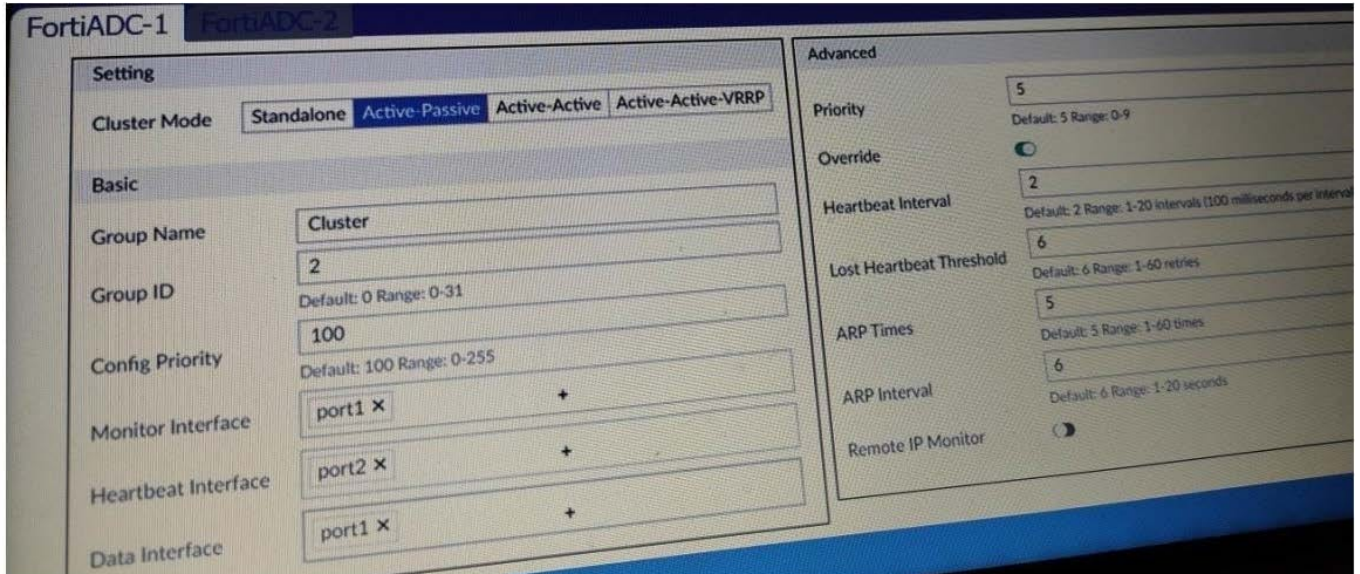 FortiADC-1 FortiADC-2
Setting
Cluster Mode Standalone Active-Passive Active-Active Active-Active-VRRP
Basic
Group Name Cluster
Group ID 2
Default: 0 Range: 0-31
Config Priority 100
Default: 100 Range: 0-255
Monitor Interface port1 × +
Heartbeat Interface port2 × +
Data Interface port1 × +
Advanced
Priority 5
Default: 5 Range: 0-9
Override
Heartbeat Interval 2
Default: 2 Range: 1-20 intervals (100 milliseconds per interval
Lost Heartbeat Threshold 6
Default: 6 Range: 1-60 retries
ARP Times 5
Default: 5 Range: 1-60 times
ARP Interval 6
Default: 6 Range: 1-20 seconds
Remote IP Monitor